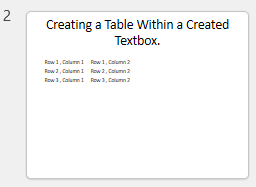 2
Creating a Table Within a Created
Textbox.
Row 1, Column 1 Row 1, Column 2
Row 2, Column 1 Row 2, Column 2
Row 3, Column 1 Row 3, Column 2